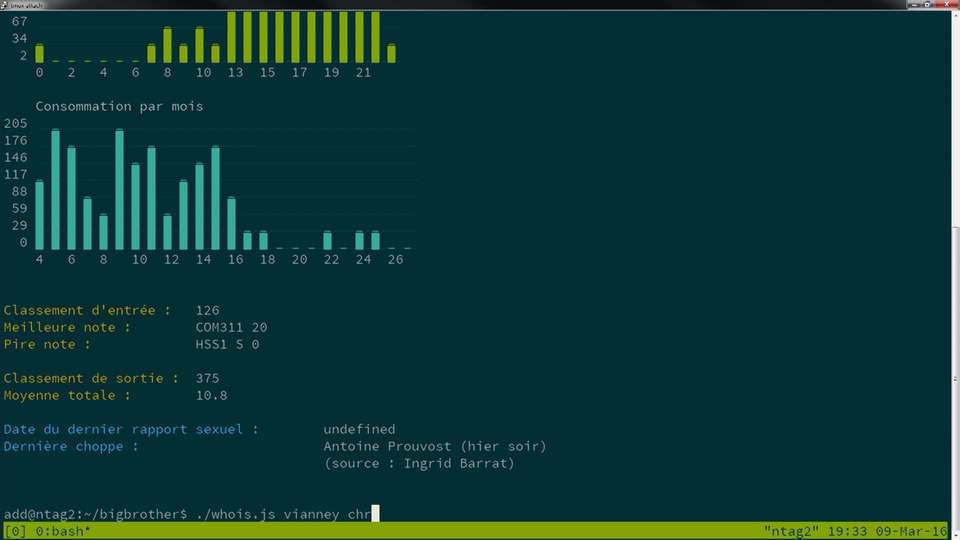 tmux attach
67
34
2
0 2 4 6 8 10 13 15 17 19 21
Consommation par mois
205
176
146
117
88
59
29
0
4 6 8 10 12 14 16 18 20 22 24 26
Classement d'entrée : 126
Meilleure note : COM311 20
Pire note : HSS1 S 0
Classement de sortie : 375
Moyenne totale : 10.8
Date du dernier rapport sexuel : undefined
Dernière choppe : Antoine Prouvost (hier soir)
(source : Ingrid Barrat)
add@ntag2:~/bigbrother$ ./whois.js vianney chr
[0] 0:bash* "ntag2" 19:33 09-Mar-16